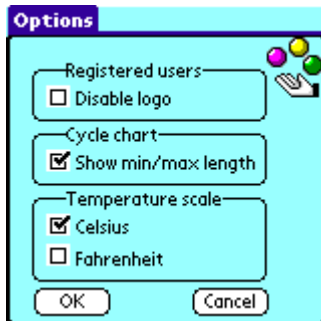 Options
Registered users
Disable logo
Cycle chart
Show min/max length
Temperature scale
Celsius
Fahrenheit
OK Cancel